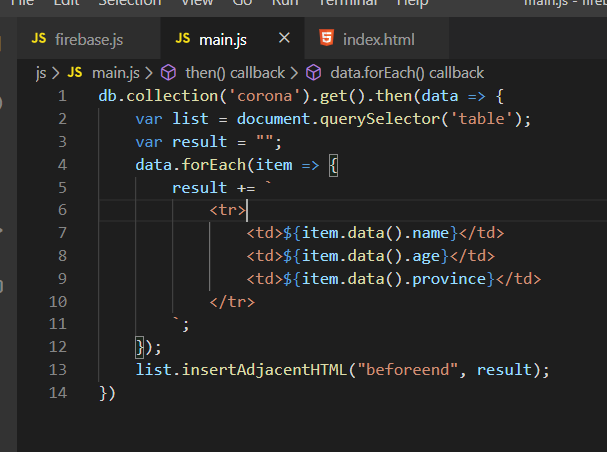 File Edit Selection View Go Run Terminal Help main.js - fireb
JS firebase.js JS main.js × index.html
js > JS main.js > then() callback > data.forEach() callback
1 db.collection('corona').get().then(data => {
2 var list = document.querySelector('table');
3 var result = "";
4 data.forEach(item => {
5 result += `
6 <tr>
7 <td>${item.data().name}</td>
8 <td>${item.data().age}</td>
9 <td>${item.data().province}</td>
10 </tr>
11 `;
12 });
13 list.insertAdjacentHTML("beforeend", result);
14 })